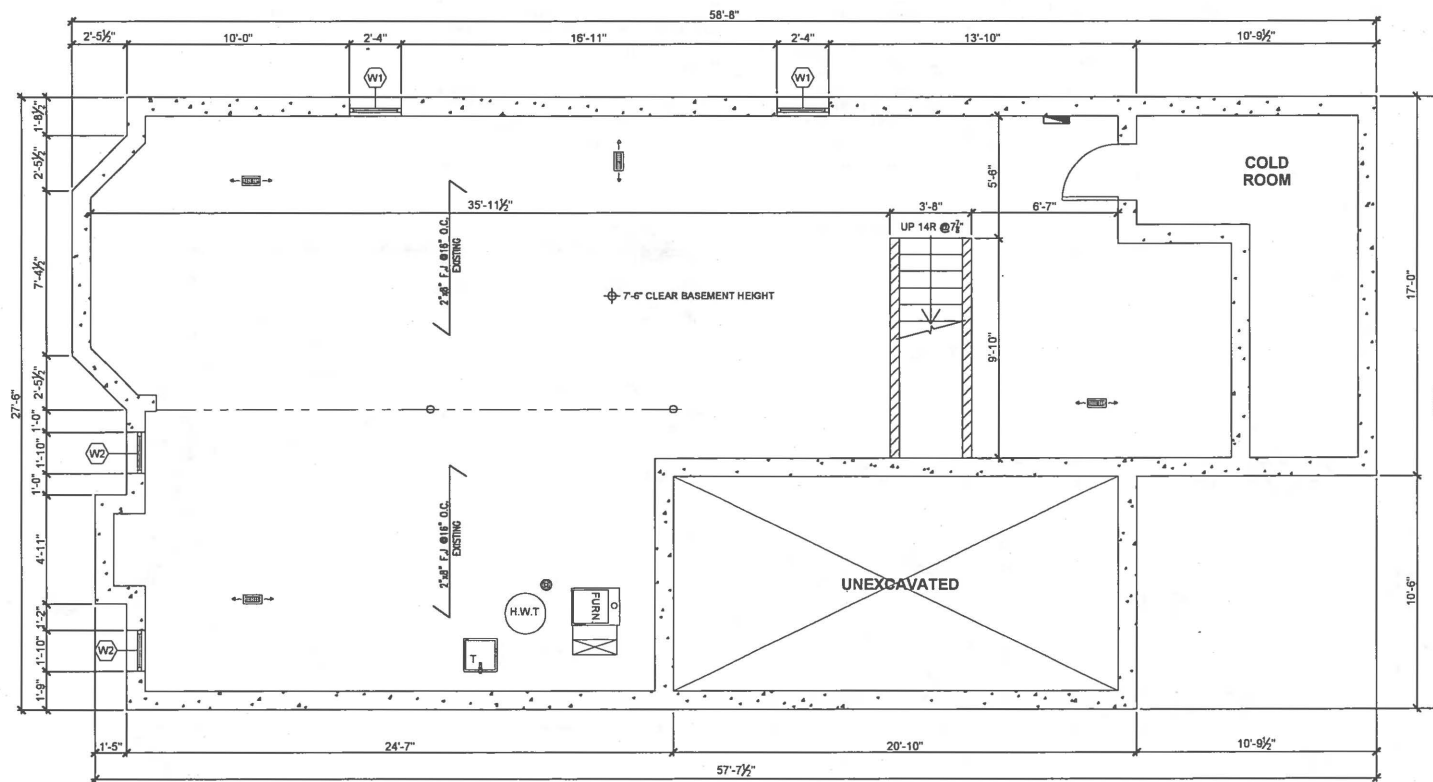 58'-8"
2'-5½"
10'-0"
2'-4"
16'-11"
2'-4"
13'-10"
10'-9½"
W1
W1
1'-8½"
2'-5½"
7'-4½"
2'-5½"
1'-0"
1'-10"
1'-0"
4'-11"
1'-2"
1'-10"
1'-9"
27'-6"
COLD
ROOM
5'-6"
35'-11½"
3'-8"
6'-7"
UP 14R @7⅞"
2"x8" F.J @16" O.C.
EXISTING
7'-6" CLEAR BASEMENT HEIGHT
9'-10"
17'-0"
W2
2"x8" F.J @16" O.C.
EXISTING
UNEXCAVATED
H.W.T
FURN
T
W2
10'-6"
1'-5"
24'-7"
20'-10"
10'-9½"
57'-7½"